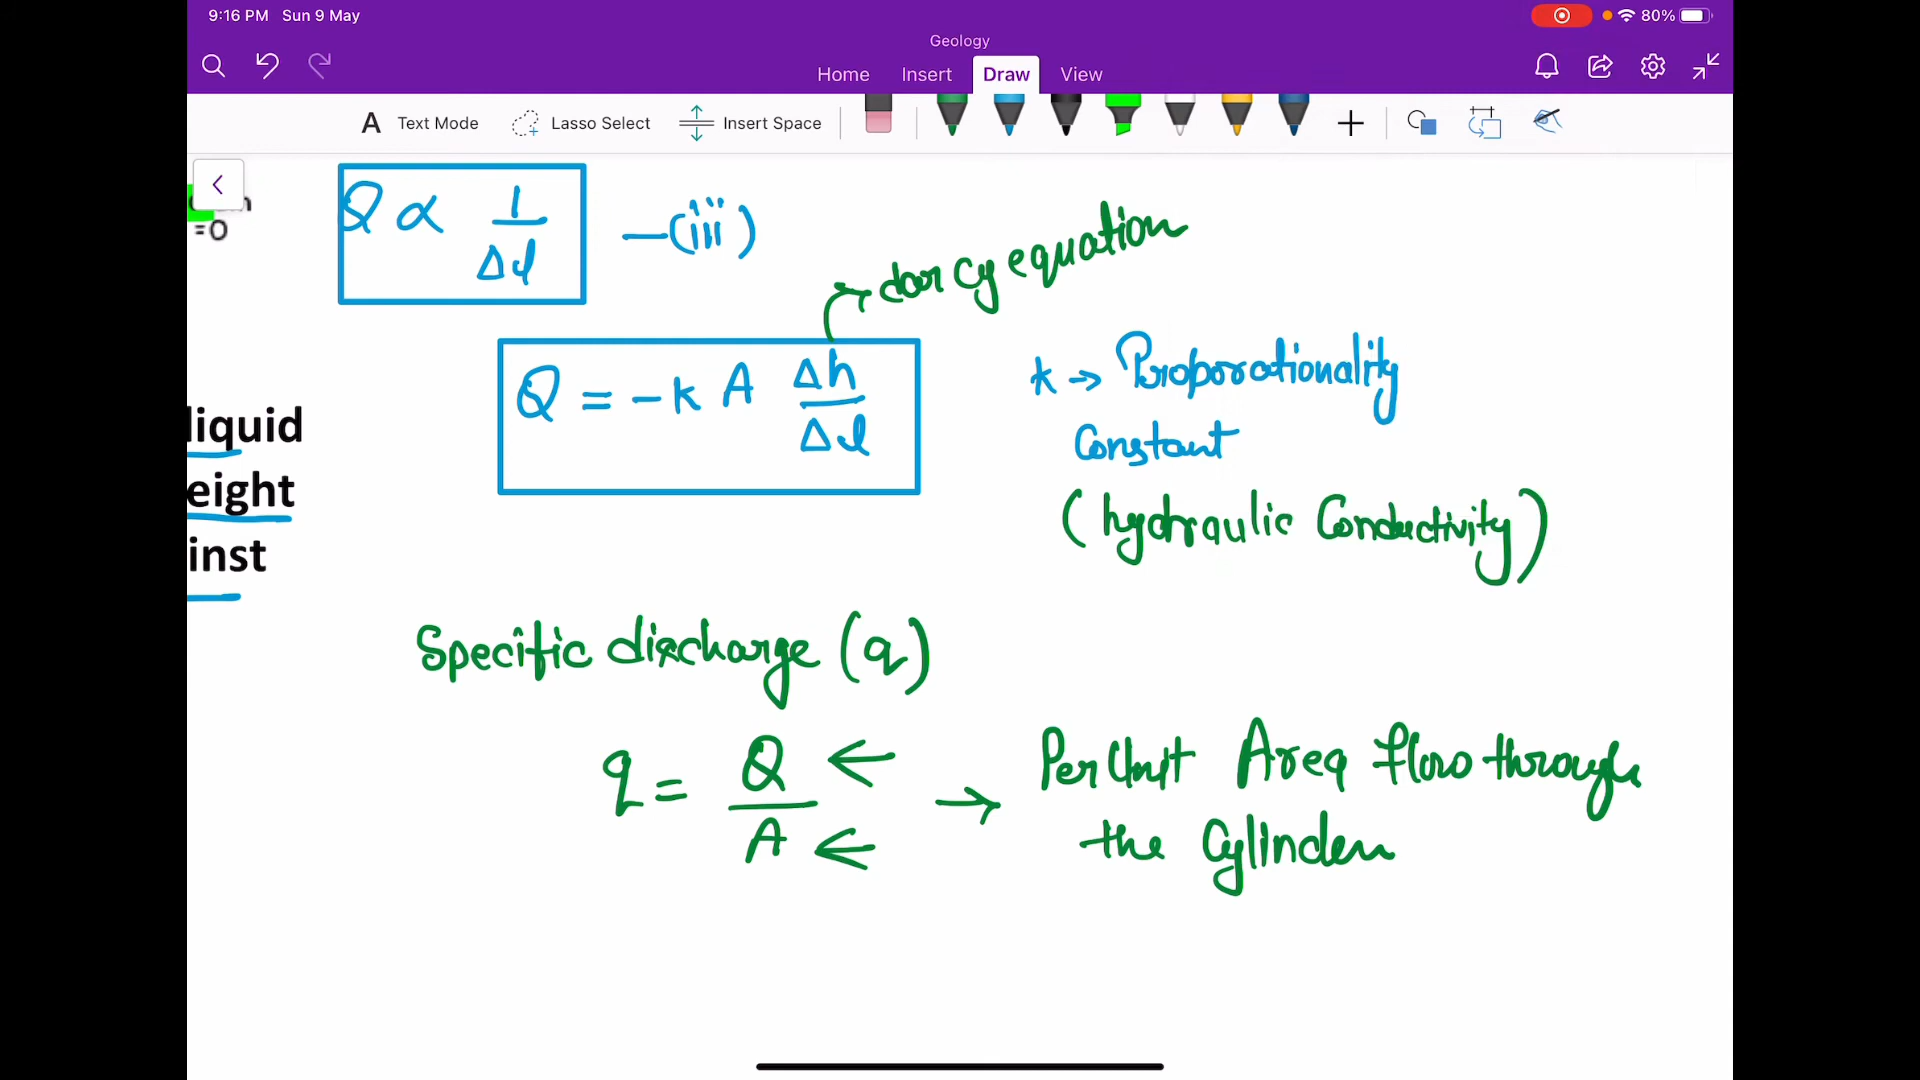 9:16 PM Sun 9 May
80%
Geology
Home Insert Draw View
A Text Mode Lasso Select Insert Space
=0
Q ∝ 1/Δl —(iii)
darcy equation
Q = -k A Δh/Δl
k → Proporationality
Constant
(hydraulic Conductivity)
liquid
eight
inst
Specific discharge (q)
q = Q/A → Per Unit Area flow through
the Cylinder